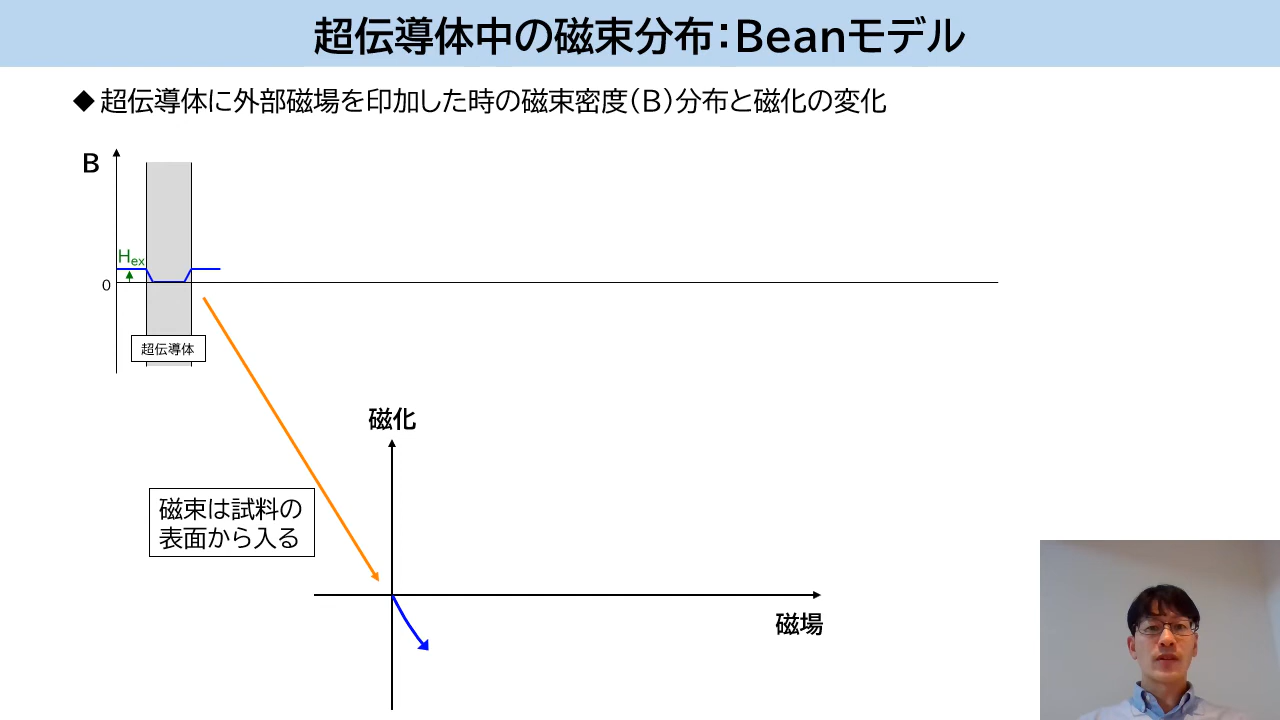 超伝導体中の磁束分布：Beanモデル
◆ 超伝導体に外部磁場を印加した時の磁束密度（B）分布と磁化の変化
B
Hex
0
超伝導体
磁化
磁束は試料の
表面から入る
磁場